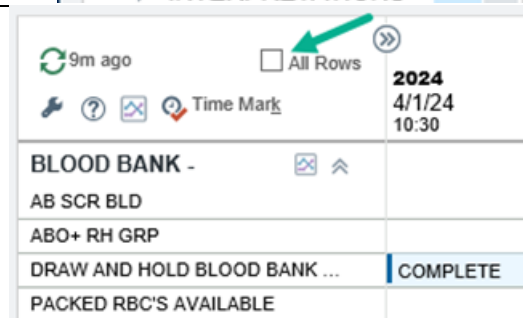 9m ago
All Rows
Time Mark
2024
4/1/24
10:30
BLOOD BANK -
AB SCR BLD
ABO+ RH GRP
DRAW AND HOLD BLOOD BANK ...
COMPLETE
PACKED RBC'S AVAILABLE